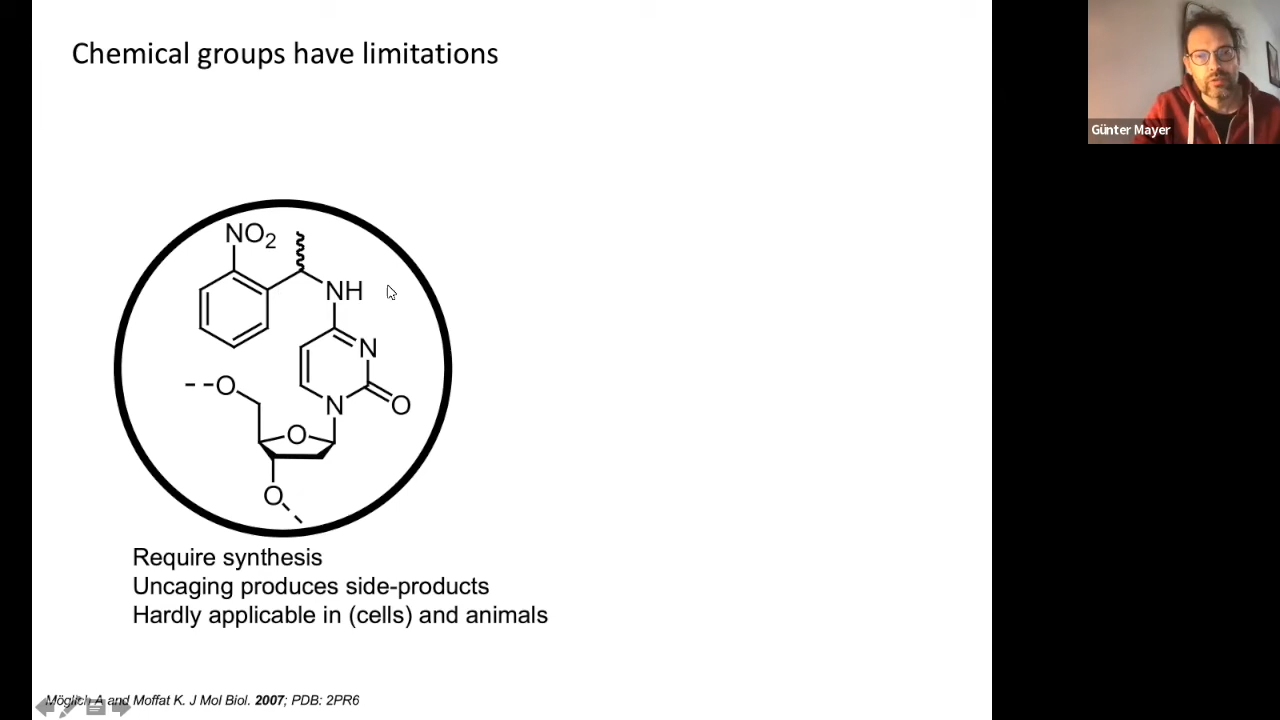 Chemical groups have limitations
Günter Mayer
NO2
NH
N
N
O
O
O
O
Require synthesis
Uncaging produces side-products
Hardly applicable in (cells) and animals
Möglich A and Moffat K. J Mol Biol. 2007; PDB: 2PR6